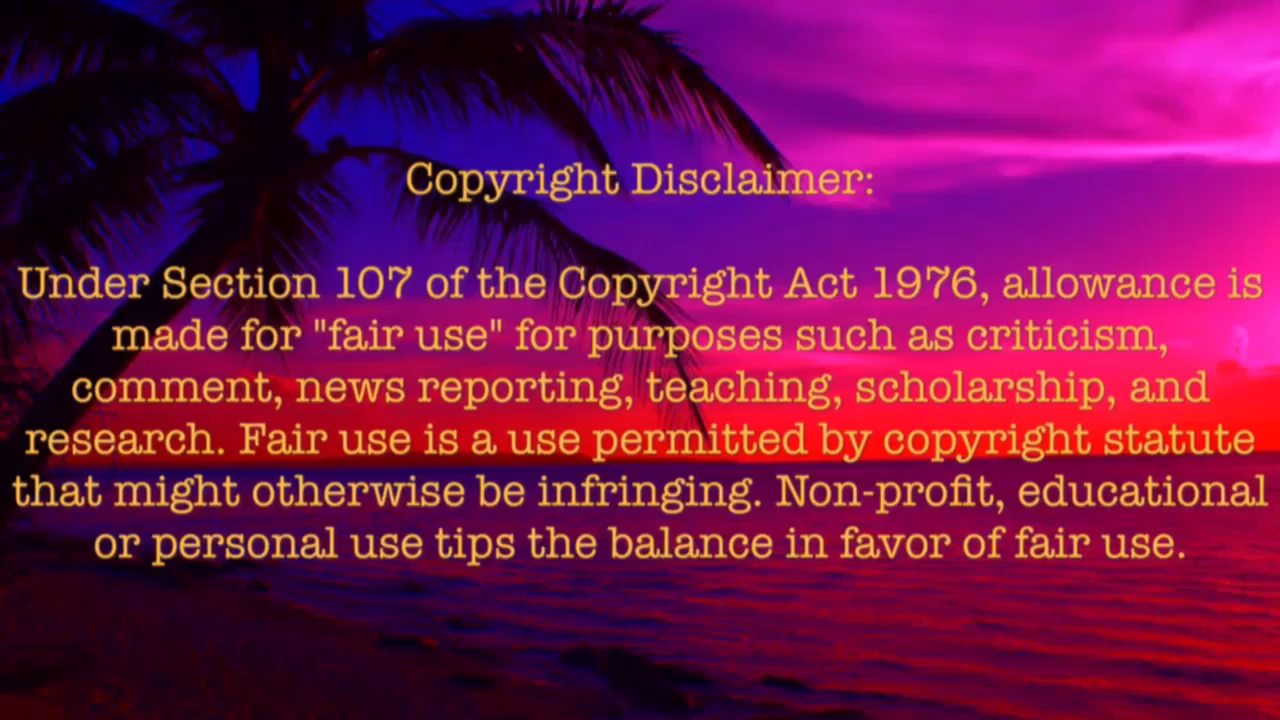 Copyright Disclaimer:
Under Section 107 of the Copyright Act 1976, allowance is
made for "fair use" for purposes such as criticism,
comment, news reporting, teaching, scholarship, and
research. Fair use is a use permitted by copyright statute
that might otherwise be infringing. Non-profit, educational
or personal use tips the balance in favor of fair use.